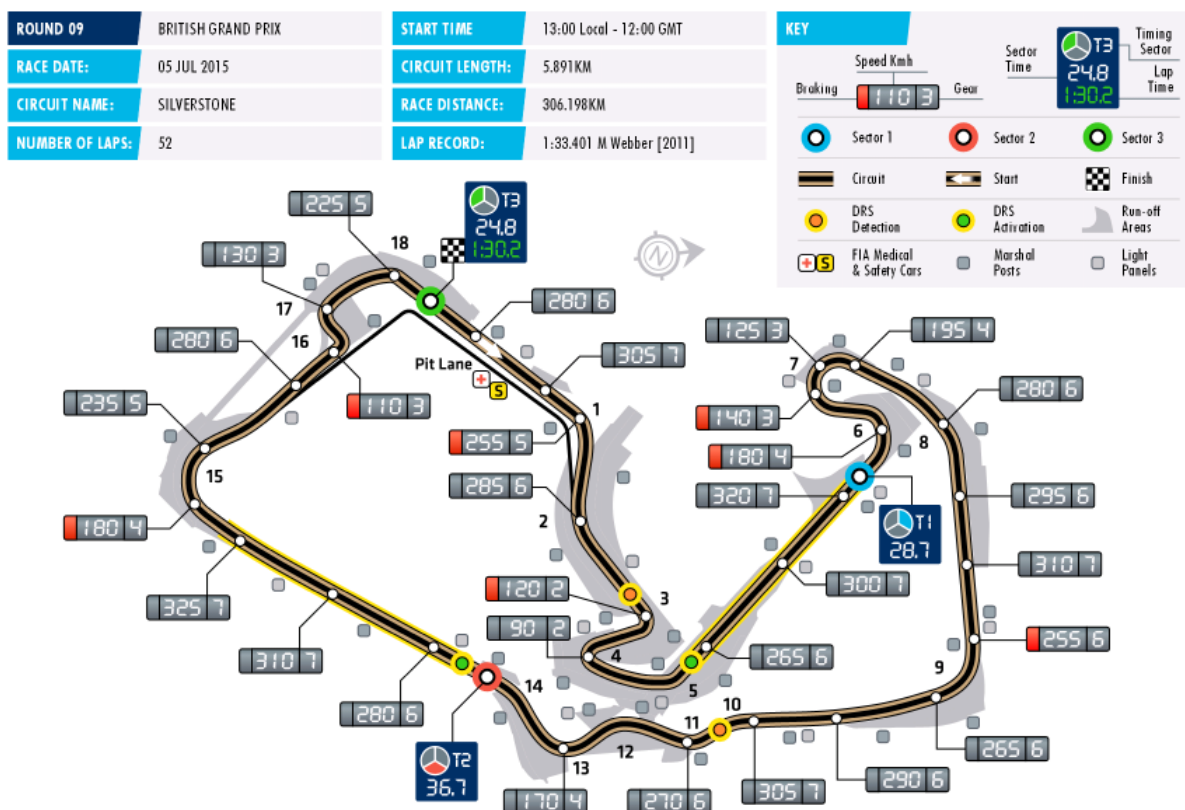 ROUND 09 BRITISH GRAND PRIX
RACE DATE: 05 JUL 2015
CIRCUIT NAME: SILVERSTONE
NUMBER OF LAPS: 52
START TIME 13:00 Local - 12:00 GMT
CIRCUIT LENGTH: 5.891KM
RACE DISTANCE: 306.198KM
LAP RECORD: 1:33.401 M Webber [2011]
KEY
Speed Kmh
Braking 110 3 Gear
Sector Time
T3
24.8
1:30.2
Timing Sector
Lap Time
Sector 1
Sector 2
Sector 3
Circuit
Start
Finish
DRS Detection
DRS Activation
Run-off Areas
S
FIA Medical & Safety Cars
Marshal Posts
Light Panels
225 5
T3
24.8
1:30.2
18
130 3
N
17
280 6
280 6
16
305 7
Pit Lane
S
235 5
110 3
1
255 5
15
285 6
2
180 4
325 7
120 2
3
90 2
4
310 7
5
265 6
280 6
14
T2
36.7
13
170 4
12
11
270 6
10
305 7
290 6
265 6
9
255 6
310 7
295 6
8
280 6
195 4
125 3
7
140 3
6
180 4
320 7
T1
28.7
300 7